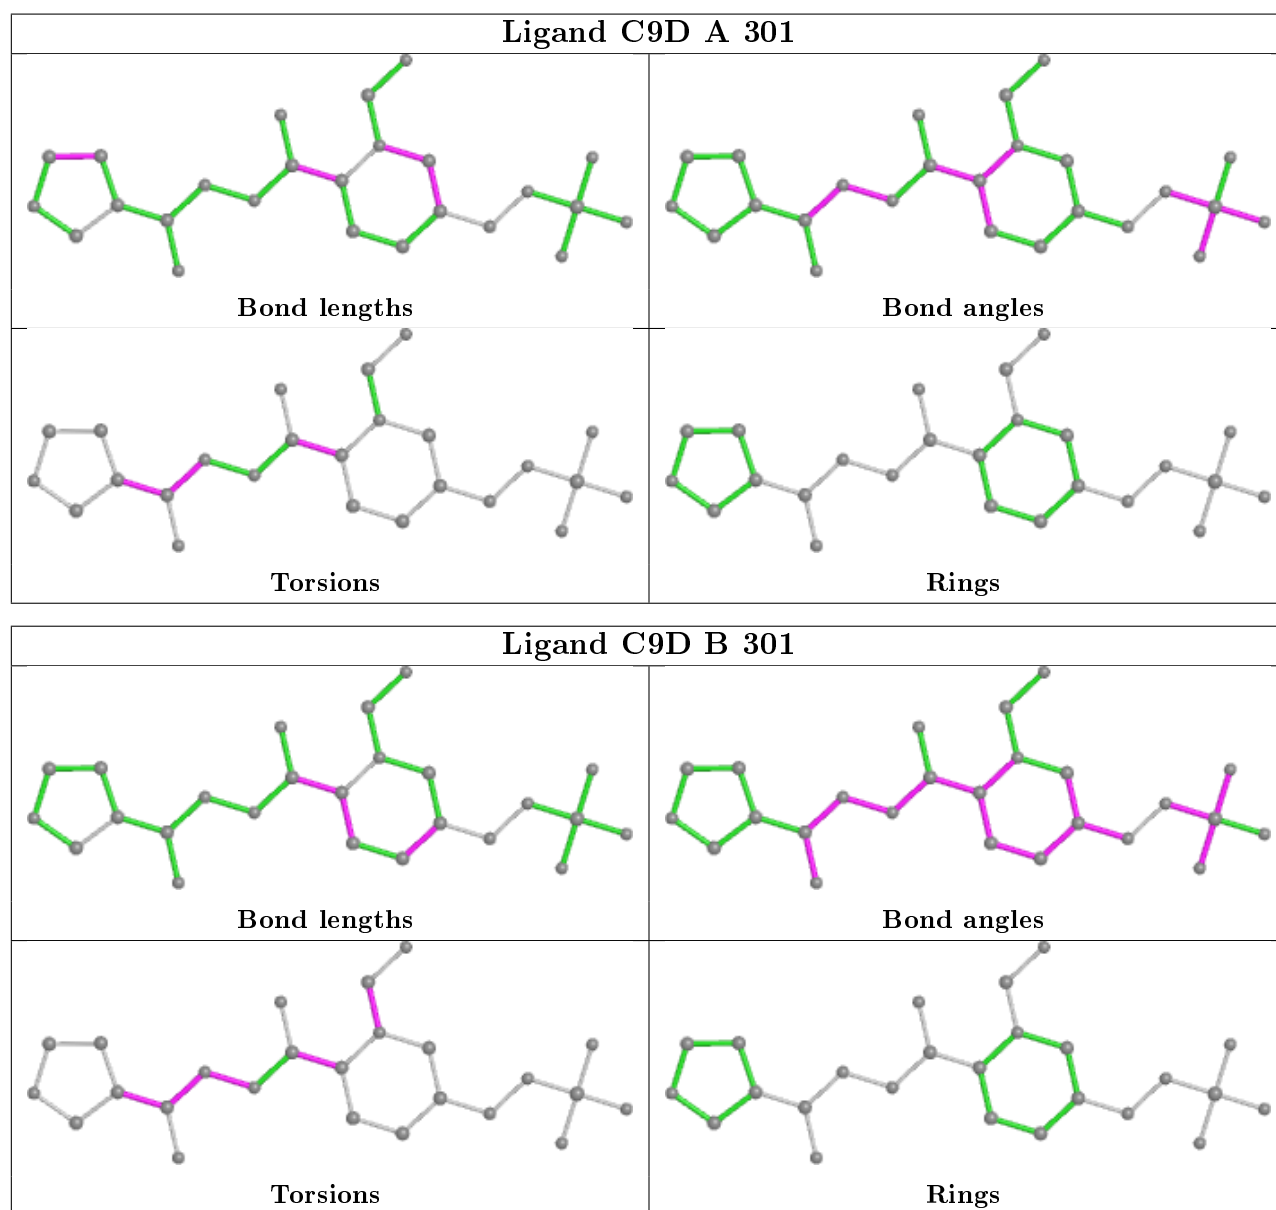 Ligand C9D A 301
Bond lengths
Bond angles
Torsions
Rings
Ligand C9D B 301
Bond lengths
Bond angles
Torsions
Rings